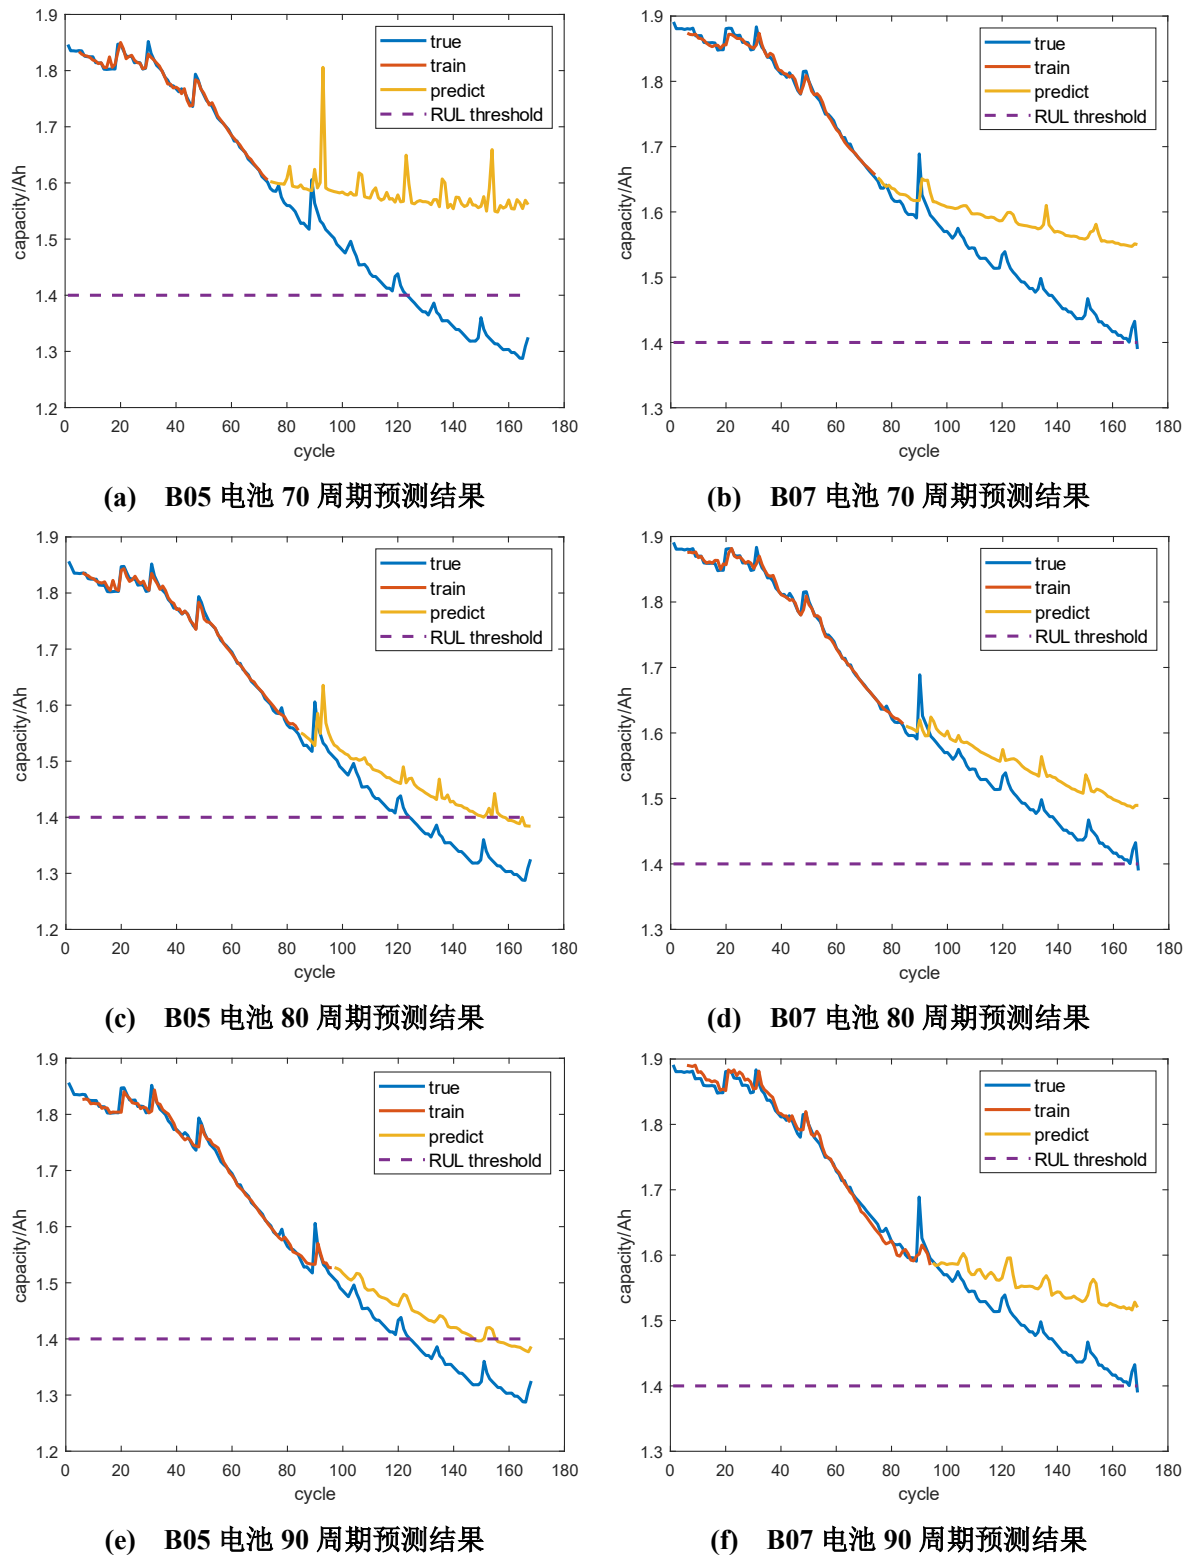 1.9
1.8
1.7
1.6
1.5
1.4
1.3
1.2
capacity/Ah
true
train
predict
RUL threshold
0 20 40 60 80 100 120 140 160 180
cycle
(a) B05 电池 70 周期预测结果
1.9
1.8
1.7
1.6
1.5
1.4
1.3
capacity/Ah
true
train
predict
RUL threshold
0 20 40 60 80 100 120 140 160 180
cycle
(b) B07 电池 70 周期预测结果
1.9
1.8
1.7
1.6
1.5
1.4
1.3
1.2
capacity/Ah
true
train
predict
RUL threshold
0 20 40 60 80 100 120 140 160 180
cycle
(c) B05 电池 80 周期预测结果
1.9
1.8
1.7
1.6
1.5
1.4
1.3
capacity/Ah
true
train
predict
RUL threshold
0 20 40 60 80 100 120 140 160 180
cycle
(d) B07 电池 80 周期预测结果
1.9
1.8
1.7
1.6
1.5
1.4
1.3
1.2
capacity/Ah
true
train
predict
RUL threshold
0 20 40 60 80 100 120 140 160 180
cycle
(e) B05 电池 90 周期预测结果
1.9
1.8
1.7
1.6
1.5
1.4
1.3
capacity/Ah
true
train
predict
RUL threshold
0 20 40 60 80 100 120 140 160 180
cycle
(f) B07 电池 90 周期预测结果